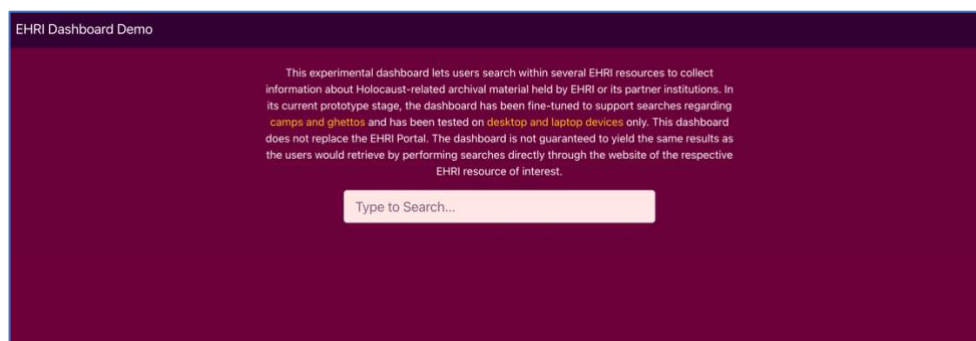 EHRI Dashboard Demo
This experimental dashboard lets users search within several EHRI resources to collect
information about Holocaust-related archival material held by EHRI or its partner institutions. In
its current prototype stage, the dashboard has been fine-tuned to support searches regarding
camps and ghettos and has been tested on desktop and laptop devices only. This dashboard
does not replace the EHRI Portal. The dashboard is not guaranteed to yield the same results as
the users would retrieve by performing searches directly through the website of the respective
EHRI resource of interest.
Type to Search...